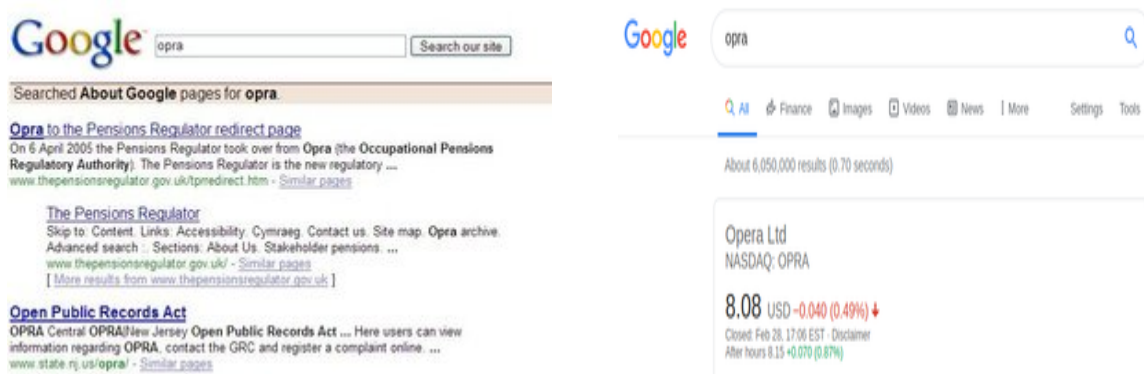 Google opra Search our site
Searched About Google pages for opra.
Opra to the Pensions Regulator redirect page
On 6 April 2005 the Pensions Regulator took over from Opra (the Occupational Pensions
Regulatory Authority). The Pensions Regulator is the new regulatory ...
www.thepensionsregulator.gov.uk/tprredirect.htm - Similar pages
The Pensions Regulator
Skip to: Content. Links: Accessibility. Cymraeg. Contact us. Site map. Opra archive.
Advanced search :. Sections: About Us. Stakeholder pensions. ...
www.thepensionsregulator.gov.uk/ - Similar pages
[ More results from www.thepensionsregulator.gov.uk ]
Open Public Records Act
OPRA Central OPRA|New Jersey Open Public Records Act ... Here users can view
information regarding OPRA, contact the GRC and register a complaint online. ...
www.state.nj.us/opra/ - Similar pages
Google opra
All Finance Images Videos News More Settings Tools
About 6,050,000 results (0.70 seconds)
Opera Ltd
NASDAQ: OPRA
8.08 USD -0.040 (0.49%)
Closed: Feb 28, 17:06 EST · Disclaimer
After hours 8.15 +0.070 (0.87%)